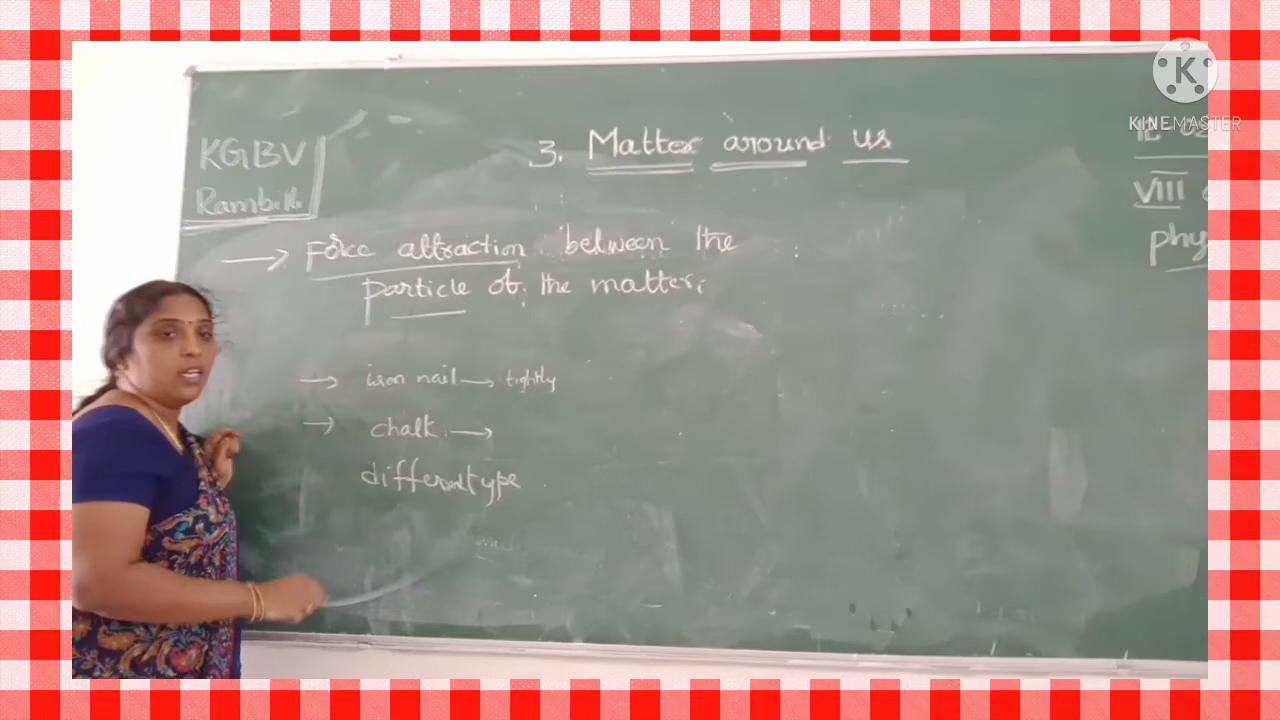 KGBV
Rambilli
3. Matter around us
VIII
phy
→ Force attraction between the
particle of the matter.
→ iron nail → tightly
→ chalk →
different type
KINEMASTER